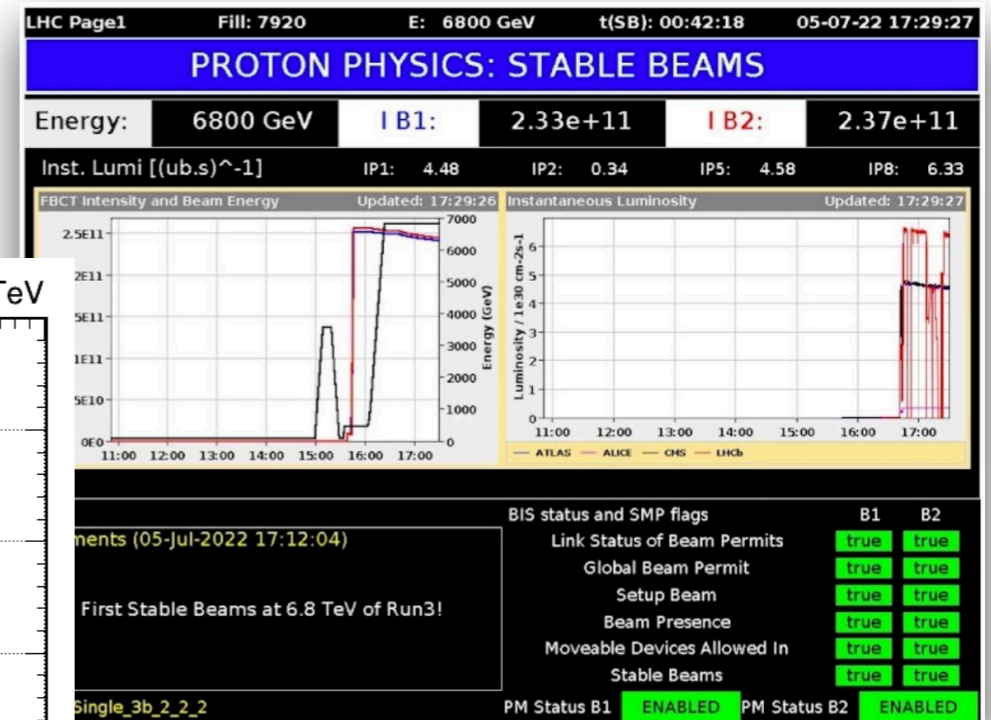 LHC Page1 Fill: 7920 E: 6800 GeV t(SB): 00:42:18 05-07-22 17:29:27
PROTON PHYSICS: STABLE BEAMS
Energy: 6800 GeV I B1: 2.33e+11 I B2: 2.37e+11
Inst. Lumi [(ub.s)^-1] IP1: 4.48 IP2: 0.34 IP5: 4.58 IP8: 6.33
FBCT Intensity and Beam Energy Updated: 17:29:26
2.5E11
2E11
5E11
1E11
5E10
0E0
7000
6000
5000
4000
3000
2000
1000
0
Energy (GeV)
11:00 12:00 13:00 14:00 15:00 16:00 17:00
Instantaneous Luminosity Updated: 17:29:27
Luminosity / 1e30 cm-2s-1
6
5
4
3
2
1
0
11:00 12:00 13:00 14:00 15:00 16:00 17:00
ATLAS ALICE CMS LHCb
TeV
ments (05-Jul-2022 17:12:04)
First Stable Beams at 6.8 TeV of Run3!
BIS status and SMP flags B1 B2
Link Status of Beam Permits true true
Global Beam Permit true true
Setup Beam true true
Beam Presence true true
Moveable Devices Allowed In true true
Stable Beams true true
Single_3b_2_2_2
PM Status B1 ENABLED PM Status B2 ENABLED